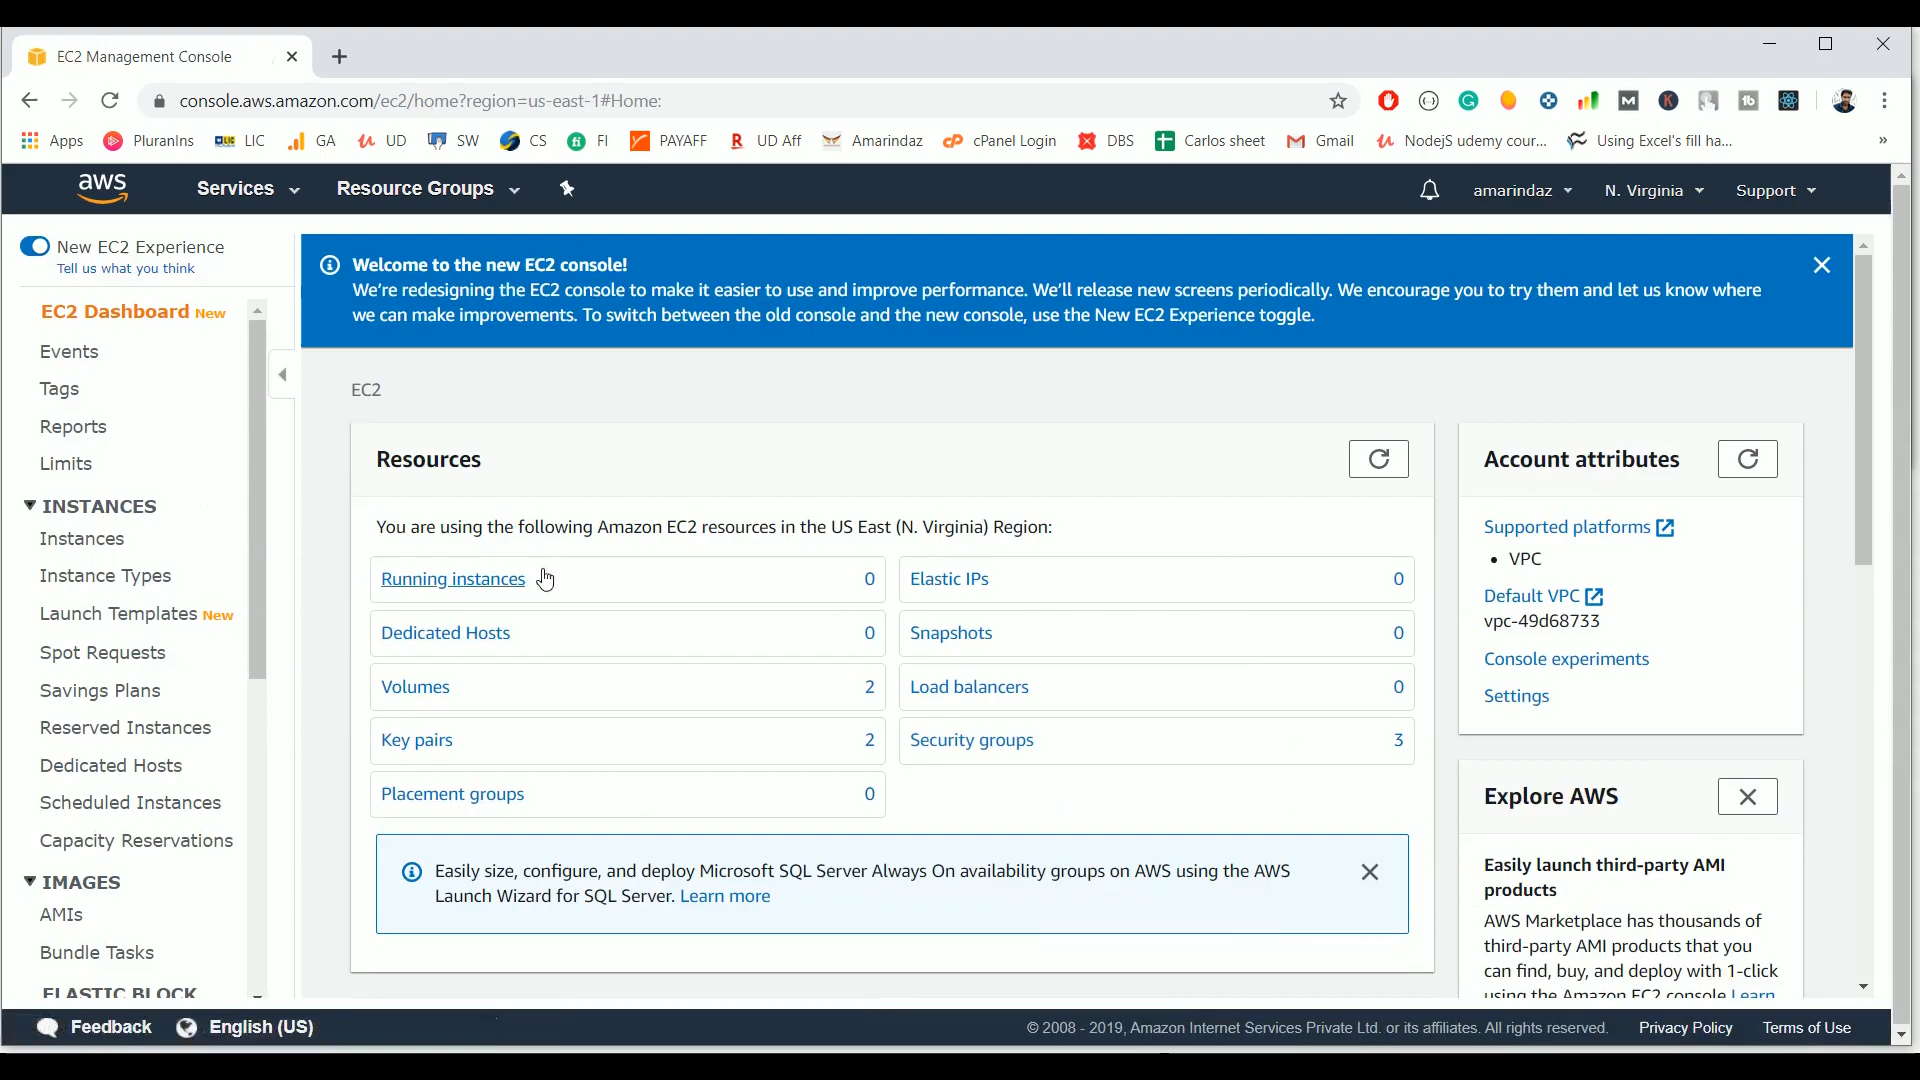 EC2 Management Console
console.aws.amazon.com/ec2/home?region=us-east-1#Home:
Apps PluranIns LIC GA UD SW CS FI PAYAFF UD Aff Amarindaz cPanel Login DBS Carlos sheet Gmail NodejS udemy cour... Using Excel's fill ha... »
aws Services Resource Groups amarindaz N. Virginia Support
New EC2 Experience
Tell us what you think
EC2 Dashboard New
Events
Tags
Reports
Limits
INSTANCES
Instances
Instance Types
Launch Templates New
Spot Requests
Savings Plans
Reserved Instances
Dedicated Hosts
Scheduled Instances
Capacity Reservations
IMAGES
AMIs
Bundle Tasks
ELASTIC BLOCK
Welcome to the new EC2 console!
We're redesigning the EC2 console to make it easier to use and improve performance. We'll release new screens periodically. We encourage you to try them and let us know where
we can make improvements. To switch between the old console and the new console, use the New EC2 Experience toggle.
EC2
Resources
You are using the following Amazon EC2 resources in the US East (N. Virginia) Region:
Running instances 0 Elastic IPs 0
Dedicated Hosts 0 Snapshots 0
Volumes 2 Load balancers 0
Key pairs 2 Security groups 3
Placement groups 0
Easily size, configure, and deploy Microsoft SQL Server Always On availability groups on AWS using the AWS
Launch Wizard for SQL Server. Learn more
Account attributes
Supported platforms
• VPC
Default VPC
vpc-49d68733
Console experiments
Settings
Explore AWS
Easily launch third-party AMI
products
AWS Marketplace has thousands of
third-party AMI products that you
can find, buy, and deploy with 1-click
using the Amazon EC2 console Learn
Feedback English (US) © 2008 - 2019, Amazon Internet Services Private Ltd. or its affiliates. All rights reserved. Privacy Policy Terms of Use